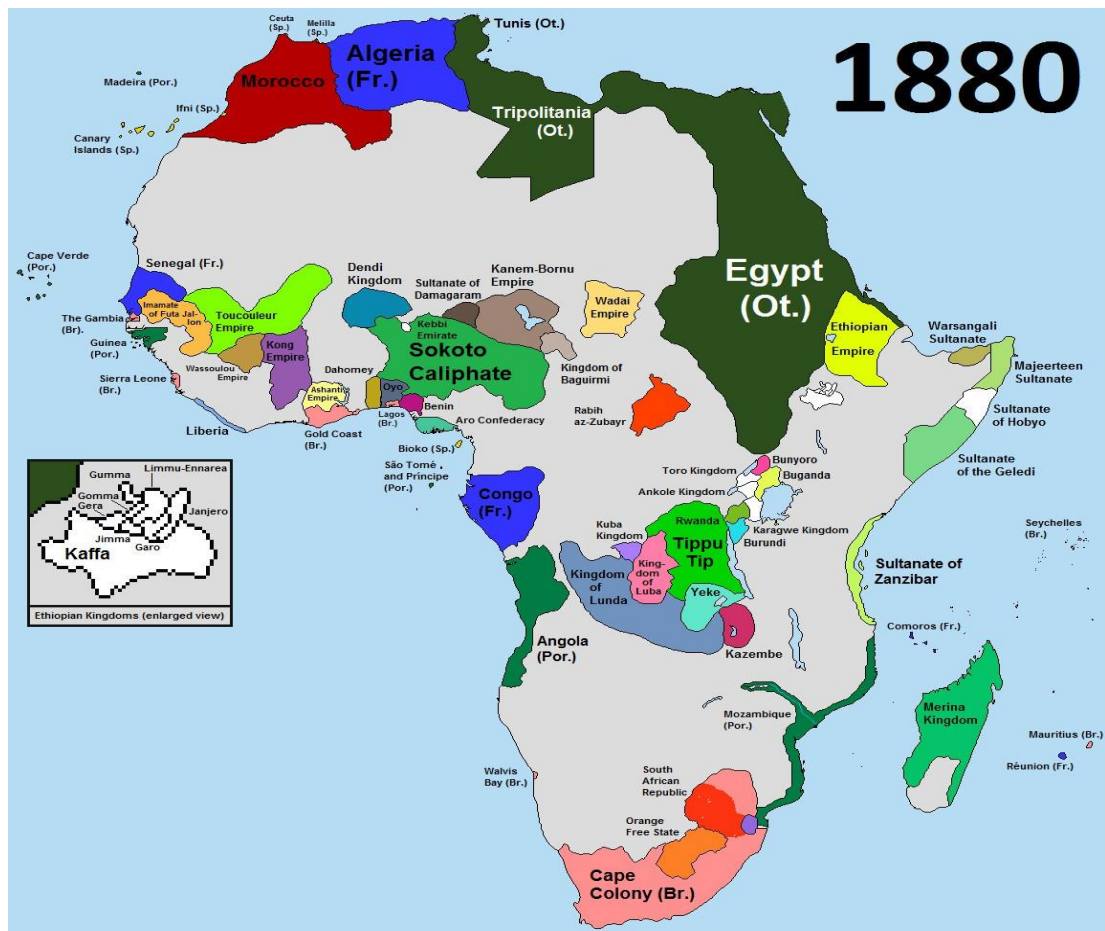 1880
Ceuta
(Sp.)
Melilla
(Sp.)
Tunis (Ot.)
Algeria
(Fr.)
Morocco
Madeira (Por.)
Ifni (Sp.)
Canary
Islands (Sp.)
Tripolitania
(Ot.)
Egypt
(Ot.)
Cape Verde
(Por.)
Senegal (Fr.)
Dendi
Kingdom
Sultanate of
Damagaram
Kanem-Bornu
Empire
Wadai
Empire
Imamate
of Futa Jal-
lon
Toucouleur
Empire
The Gambia
(Br).
Guinea
(Por.)
Kebbi
Emirate
Sokoto
Caliphate
Kong
Empire
Wassoulou
Empire
Dahomey
Kingdom
of Baguirmi
Ethiopian
Empire
Warsangali
Sultanate
Majeerteen
Sultanate
Sultanate
of Hobyo
Sultanate
of the Geledi
Sierra Leone
(Br.)
Ashanti
Empire
Oyo
Benin
Lagos
(Br.)
Aro Confederacy
Rabih
az-Zubayr
Liberia
Gold Coast
(Br.)
Bioko (Sp.)
São Tomé
and Príncipe
(Por.)
Congo
(Fr.)
Toro Kingdom
Bunyoro
Buganda
Ankole Kingdom
Karagwe Kingdom
Rwanda
Burundi
Kuba
Kingdom
Tippu
Tip
Kingdom
of
Lunda
King-
dom
of
Luba
Yeke
Kazembe
Sultanate of
Zanzibar
Seychelles
(Br.)
Comoros (Fr.)
Angola
(Por.)
Mozambique
(Por.)
Merina
Kingdom
Mauritius (Br.)
Réunion (Fr.)
Walvis
Bay (Br.)
South
African
Republic
Orange
Free State
Cape
Colony (Br.)
Limmu-Ennarea
Gumma
Gomma
Gera
Janjero
Jimma
Garo
Kaffa
Ethiopian Kingdoms (enlarged view)